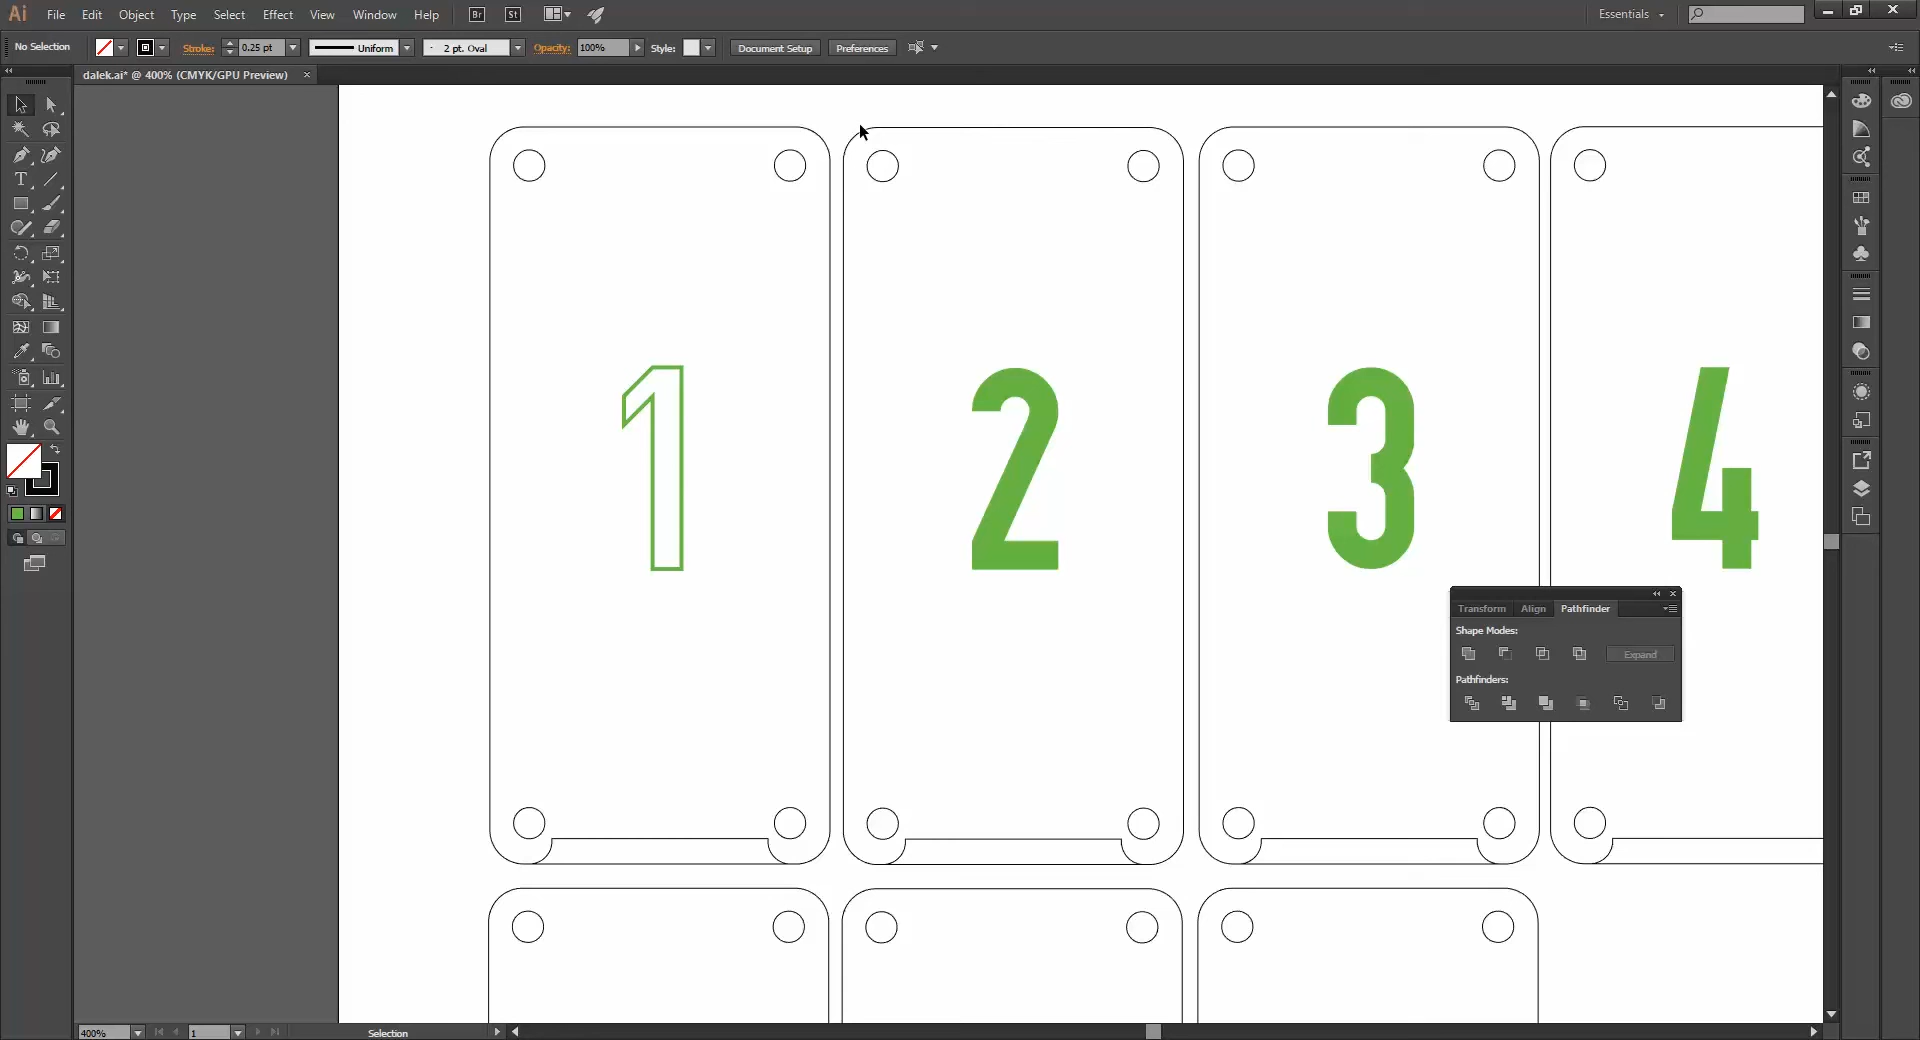 Ai File Edit Object Type Select Effect View Window Help Br St Essentials
No Selection Stroke: 0.25 pt Uniform 2 pt. Oval Opacity: 100% Style: Document Setup Preferences
dalek.ai* @ 400% (CMYK/GPU Preview) ×
T
1 2 3 4
Transform Align Pathfinder
Shape Modes:
Expand
Pathfinders:
400% 1 Selection